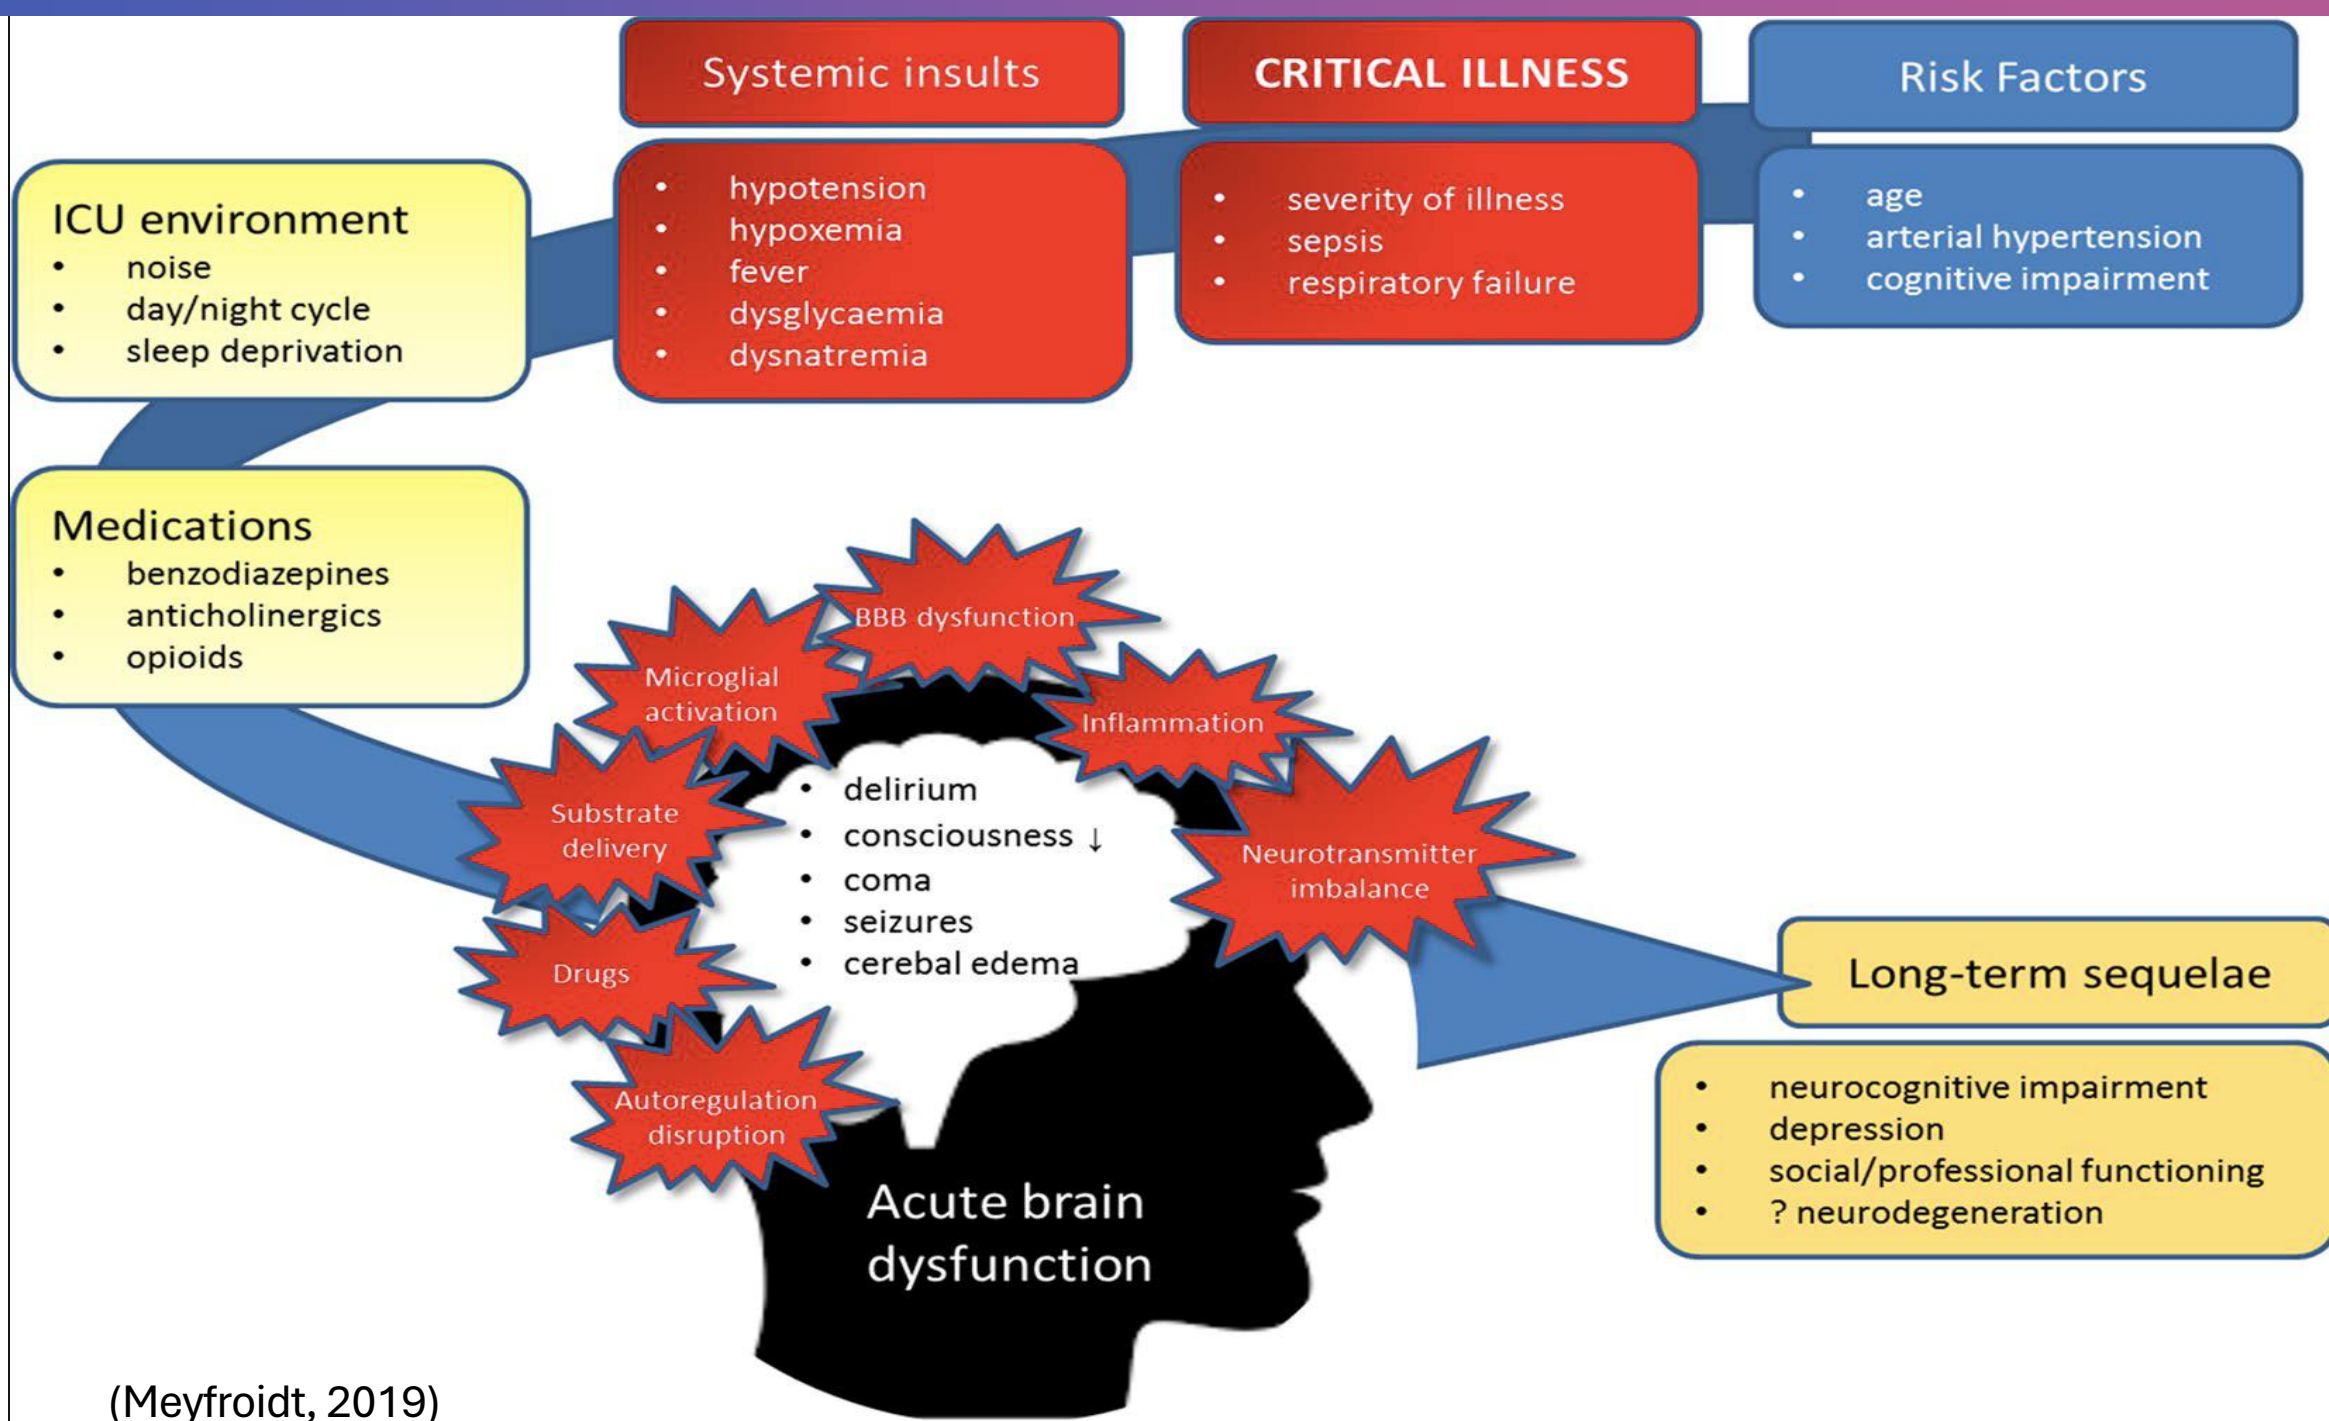 Systemic insults
CRITICAL ILLNESS
Risk Factors
ICU environment
• noise
• day/night cycle
• sleep deprivation
• hypotension
• hypoxemia
• fever
• dysglycaemia
• dysnatremia
• severity of illness
• sepsis
• respiratory failure
• age
• arterial hypertension
• cognitive impairment
Medications
• benzodiazepines
• anticholinergics
• opioids
BBB dysfunction
Microglial
activation
Inflammation
Substrate
delivery
Neurotransmitter
imbalance
Drugs
Autoregulation
disruption
• delirium
• consciousness ↓
• coma
• seizures
• cerebal edema
Acute brain
dysfunction
Long-term sequelae
• neurocognitive impairment
• depression
• social/professional functioning
• ? neurodegeneration
(Meyfroidt, 2019)